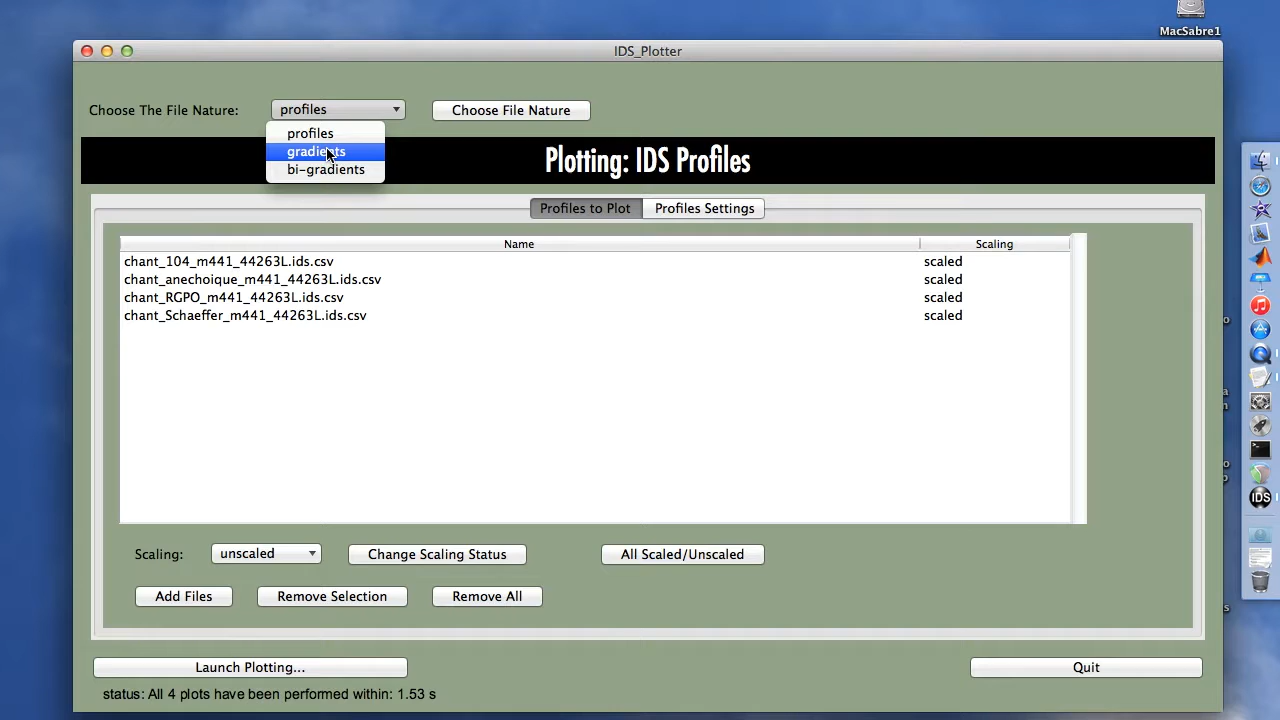 MacSabre1
IDS_Plotter
Choose The File Nature: profiles Choose File Nature
profiles
gradients
bi-gradients
Plotting: IDS Profiles
Profiles to Plot Profiles Settings
Name Scaling
chant_104_m441_44263L.ids.csv scaled
chant_anechoique_m441_44263L.ids.csv scaled
chant_RGPO_m441_44263L.ids.csv scaled
chant_Schaeffer_m441_44263L.ids.csv scaled
Scaling: unscaled Change Scaling Status All Scaled/Unscaled
Add Files Remove Selection Remove All
Launch Plotting... Quit
status: All 4 plots have been performed within: 1.53 s
IDS